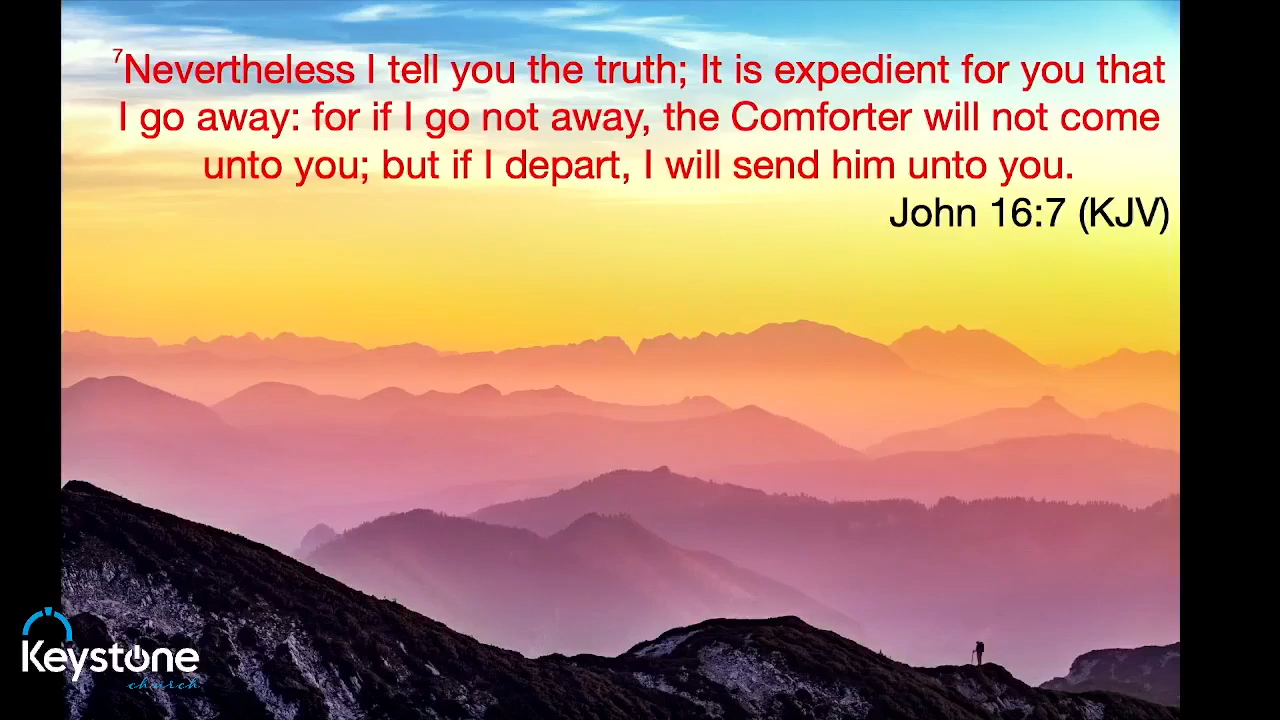 ⁷Nevertheless I tell you the truth; It is expedient for you that
I go away: for if I go not away, the Comforter will not come
unto you; but if I depart, I will send him unto you.
John 16:7 (KJV)
Keystone
church